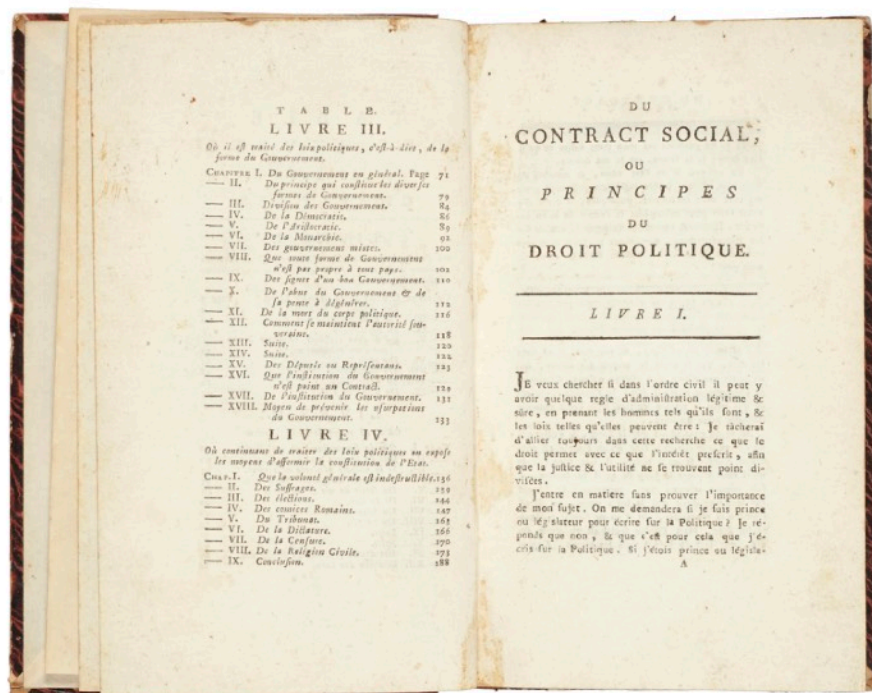 TABLE.
LIVRE III.
Où il est traité des loix politiques, c'est-à-dire, de la
forme du Gouvernement.
CHAPITRE I. Du Gouvernement en général. Page 71
—— II. Du principe qui constitue les diverses
formes de Gouvernement. 79
—— III. Division des Gouvernemens. 84
—— IV. De la Démocratie. 86
—— V. De l'Aristocratie. 89
—— VI. De la Monarchie. 92
—— VII. Des gouvernement mixtes. 100
—— VIII. Que toute forme de Gouvernement
n'est pas propre à tout pays. 102
—— IX. Des signes d'un bon Gouvernement. 110
—— X. De l'abus du Gouvernement & de
sa pente à dégénérer. 112
—— XI. De la mort du corps politique. 116
—— XII. Comment se maintient l'autorité sou-
veraine. 118
—— XIII. Suite. 120
—— XIV. Suite. 122
—— XV. Des Députés ou Représentans. 123
—— XVI. Que l'institution du Gouvernement
n'est point un Contract. 129
—— XVII. De l'institution du Gouvernement. 131
—— XVIII. Moyen de prévenir les usurpations
du Gouvernement. 133
LIVRE IV.
Où continuant de traiter des loix politiques on expose
les moyens d'affermir la constitution de l'Etat.
CHAP. I. Que la volonté générale est indestructible. 136
—— II. Des Suffrages. 139
—— III. Des élections. 144
—— IV. Des comices Romains. 147
—— V. Du Tribunat. 163
—— VI. De la Dictature. 166
—— VII. De la Censure. 170
—— VIII. De la Religion Civile. 173
—— IX. Conclusion. 188
DU
CONTRACT SOCIAL,
OU
PRINCIPES
DU
DROIT POLITIQUE.
LIVRE I.
JE veux chercher si dans l'ordre civil il peut y
avoir quelque regle d'administration légitime &
sûre, en prenant les hommes tels qu'ils sont, &
les loix telles qu'elles peuvent être: Je tâcherai
d'allier toujours dans cette recherche ce que le
droit permet avec ce que l'intérêt prescrit, afin
que la justice & l'utilité ne se trouvent point di-
visées.
J'entre en matiere sans prouver l'importance
de mon sujet. On me demandera si je suis prince
ou législateur pour écrire sur la Politique? Je ré-
ponds que non, & que c'est pour cela que j'é-
cris sur la Politique. Si j'étois prince ou législa-
A